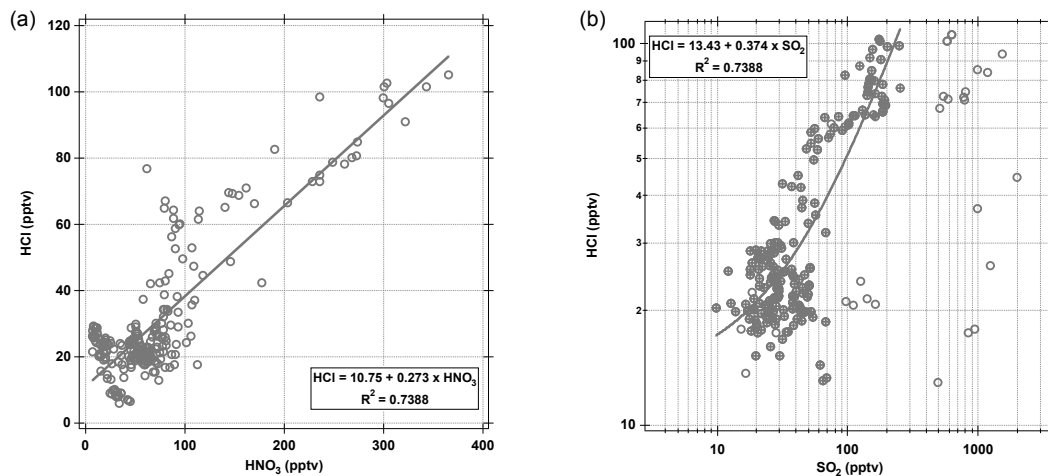 (a)
120
100
80
60
40
20
0
HCl (pptv)
0 100 200 300 400
HNO₃ (pptv)
HCl = 10.75 + 0.273 x HNO₃
R² = 0.7388
(b)
100
9
8
7
6
5
4
3
2
10
HCl (pptv)
10 100 1000
SO₂ (pptv)
HCl = 13.43 + 0.374 x SO₂
R² = 0.7388